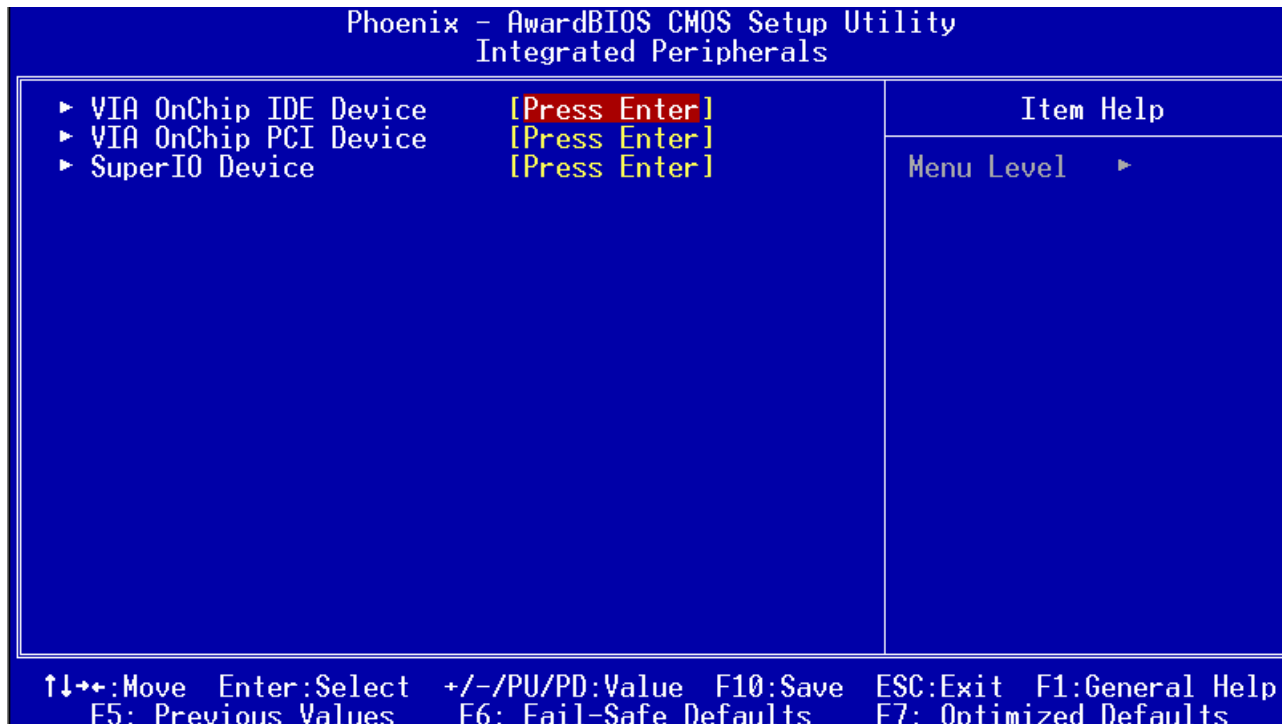 Phoenix - AwardBIOS CMOS Setup Utility
Integrated Peripherals
► VIA OnChip IDE Device [Press Enter]
► VIA OnChip PCI Device [Press Enter]
► SuperIO Device [Press Enter]
Item Help
Menu Level ►
↑↓→←:Move Enter:Select +/-/PU/PD:Value F10:Save ESC:Exit F1:General Help
F5: Previous Values F6: Fail-Safe Defaults F7: Optimized Defaults